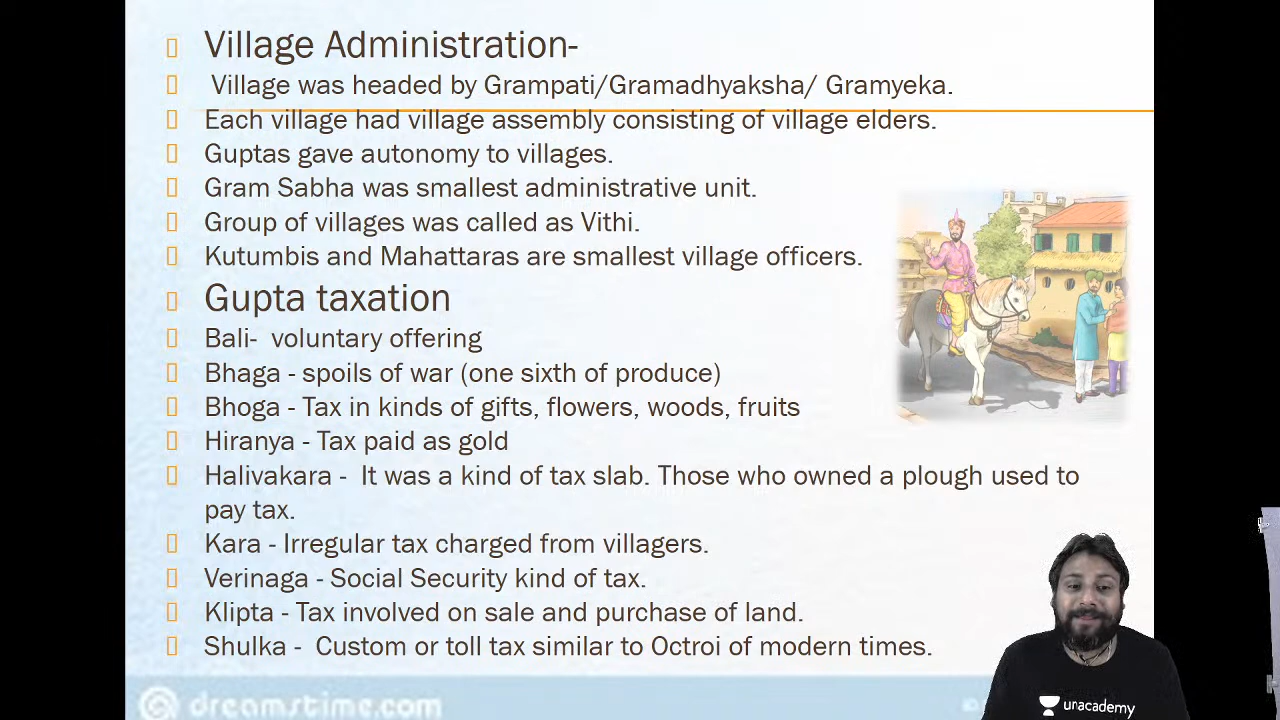 Village Administration-
Village was headed by Grampati/Gramadhyaksha/ Gramyeka.
Each village had village assembly consisting of village elders.
Guptas gave autonomy to villages.
Gram Sabha was smallest administrative unit.
Group of villages was called as Vithi.
Kutumbis and Mahattaras are smallest village officers.
Gupta taxation
Bali-  voluntary offering
Bhaga - spoils of war (one sixth of produce)
Bhoga - Tax in kinds of gifts, flowers, woods, fruits
Hiranya - Tax paid as gold
Halivakara -  It was a kind of tax slab. Those who owned a plough used to
pay tax.
Kara - Irregular tax charged from villagers.
Verinaga - Social Security kind of tax.
Klipta - Tax involved on sale and purchase of land.
Shulka -  Custom or toll tax similar to Octroi of modern times.
dreamstime.com
unacademy